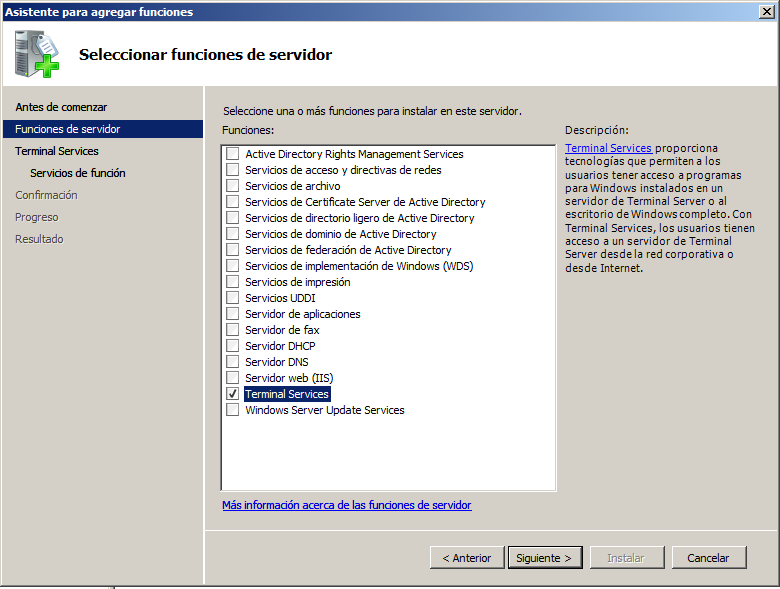 Asistente para agregar funciones
Seleccionar funciones de servidor
Antes de comenzar
Funciones de servidor
Terminal Services
Servicios de función
Confirmación
Progreso
Resultado
Seleccione una o más funciones para instalar en este servidor.
Funciones:
Active Directory Rights Management Services
Servicios de acceso y directivas de redes
Servicios de archivo
Servicios de Certificate Server de Active Directory
Servicios de directorio ligero de Active Directory
Servicios de dominio de Active Directory
Servicios de federación de Active Directory
Servicios de implementación de Windows (WDS)
Servicios de impresión
Servicios UDDI
Servidor de aplicaciones
Servidor de fax
Servidor DHCP
Servidor DNS
Servidor web (IIS)
Terminal Services
Windows Server Update Services
Más información acerca de las funciones de servidor
Descripción:
Terminal Services proporciona
tecnologías que permiten a los
usuarios tener acceso a programas
para Windows instalados en un
servidor de Terminal Server o al
escritorio de Windows completo. Con
Terminal Services, los usuarios tienen
acceso a un servidor de Terminal
Server desde la red corporativa o
desde Internet.
< Anterior
Siguiente >
Instalar
Cancelar